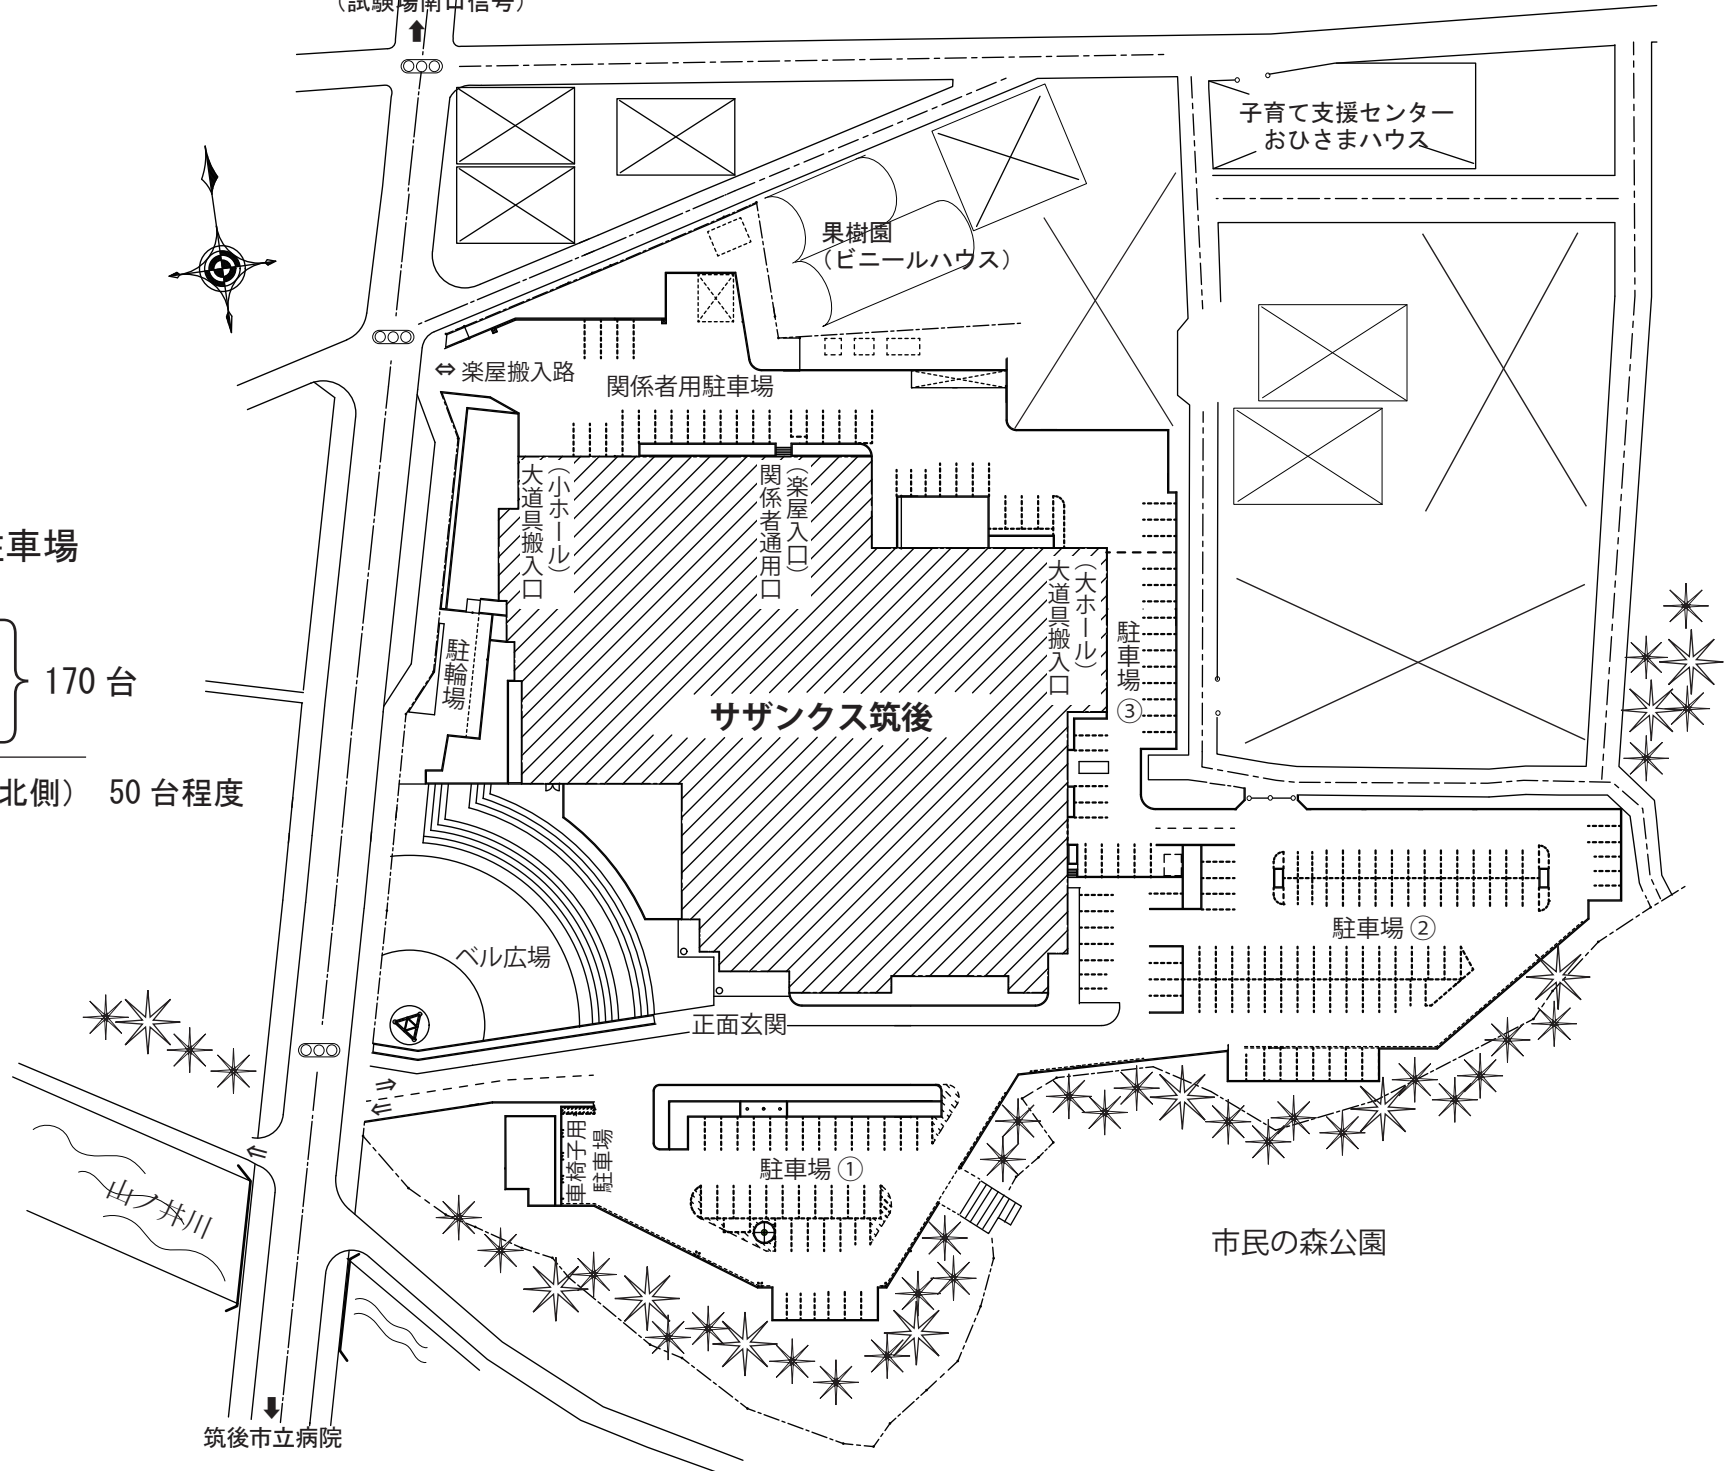 (試験場南口信号)
子育て支援センター
おひさまハウス
果樹園
(ビニールハウス)
⇔ 楽屋搬入路
関係者用駐車場
(小ホール)
大道具搬入口
(楽屋入口)
関係者通用口
(大ホール)
大道具搬入口
駐車場③
駐輪場
サザンクス筑後
車場
170 台
北側) 50 台程度
駐車場②
ベル広場
正面玄関
車椅子用
駐車場
駐車場①
山ノ井川
市民の森公園
筑後市立病院